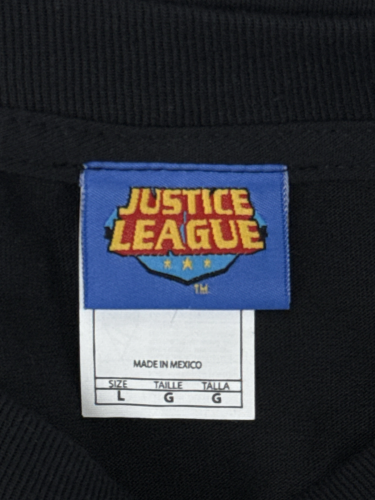 JUSTICE
LEAGUE
TM
MADE IN MEXICO
SIZE TAILLE TALLA
L G G